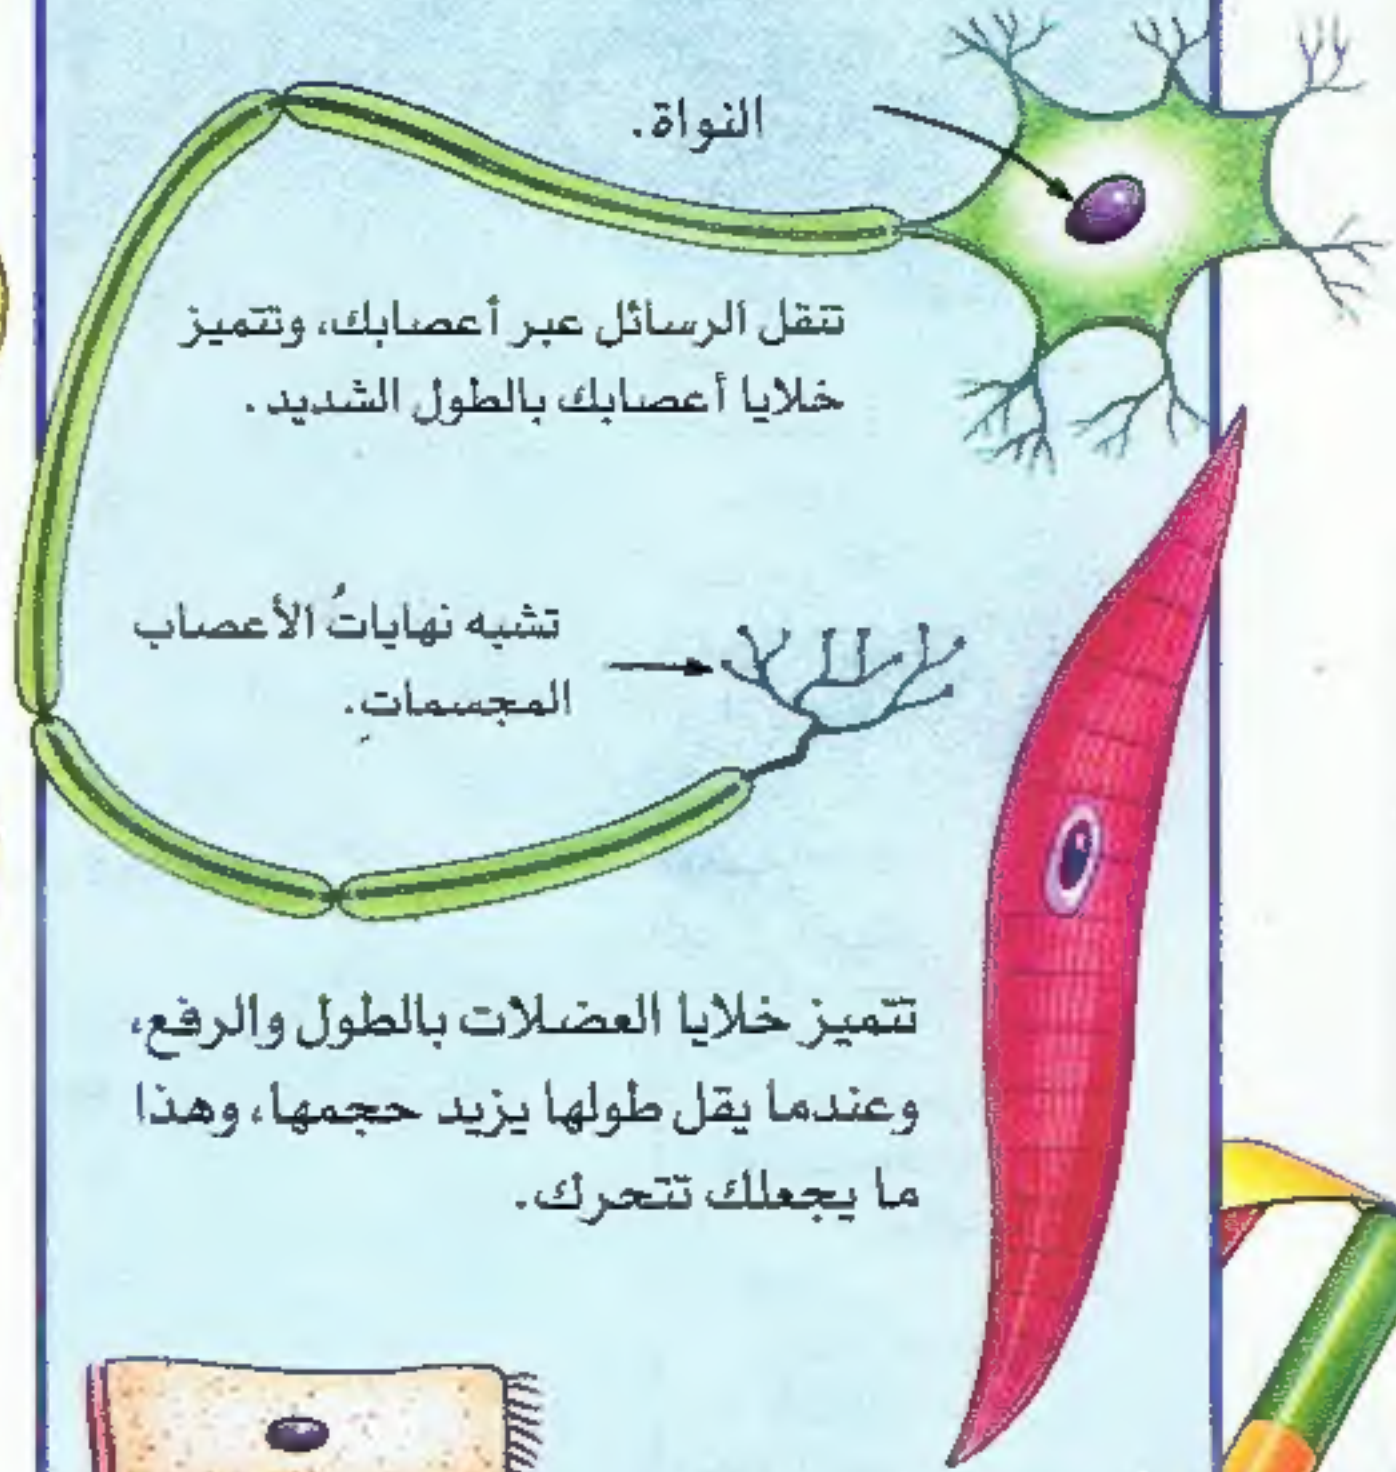 النواة.
تنقل الرسائل عبر أعصابك، وتتميز
خلايا أعصابك بالطول الشديد.
تشبه نهاياتُ الأعصاب
المجسماتِ.
تتميز خلايا العضلات بالطول والرفع،
وعندما يقل طولها يزيد حجمها، وهذا
ما يجعلك تتحرك.